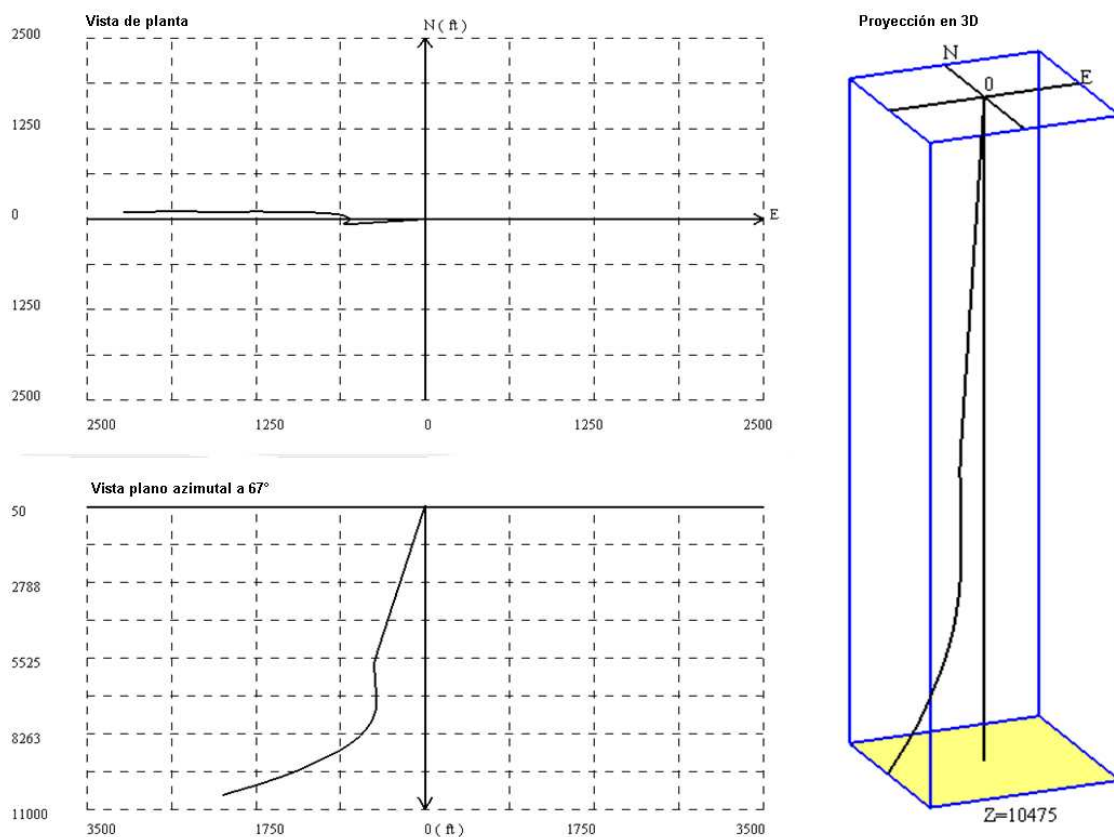 Vista de planta
N ( ft )
2500
1250
0
1250
2500
E
2500
1250
0
1250
2500
Vista plano azimutal a 67°
50
2788
5525
8263
11000
3500
1750
0 ( ft )
1750
3500
Proyección en 3D
N
0
E
Z=10475